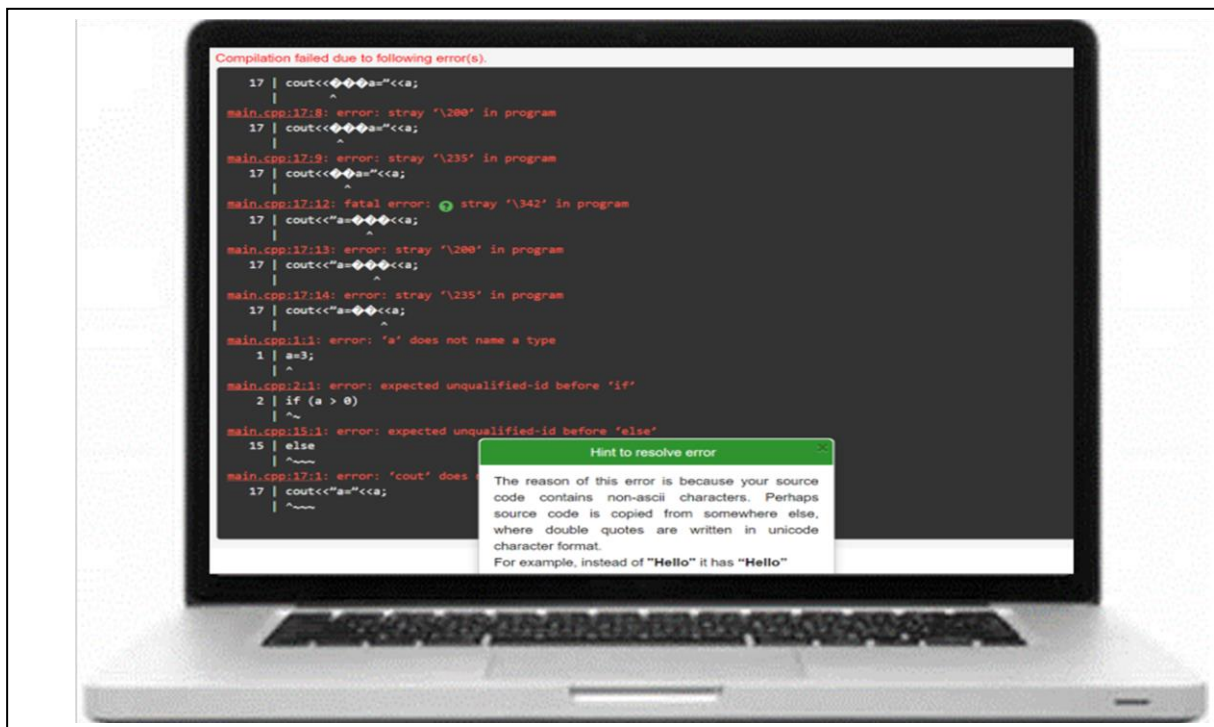 Compilation failed due to following error(s).
17 | cout<<���a=”<<a;
| ^
main.cpp:17:8: error: stray ‘\200’ in program
17 | cout<<���a=”<<a;
| ^
main.cpp:17:9: error: stray ‘\235’ in program
17 | cout<<��a=”<<a;
| ^
main.cpp:17:12: fatal error: ? stray ‘\342’ in program
17 | cout<<”a=���<<a;
| ^
main.cpp:17:13: error: stray ‘\200’ in program
17 | cout<<”a=���<<a;
| ^
main.cpp:17:14: error: stray ‘\235’ in program
17 | cout<<”a=��<<a;
| ^
main.cpp:1:1: error: ‘a’ does not name a type
1 | a=3;
| ^
main.cpp:2:1: error: expected unqualified-id before ‘if’
2 | if (a > 0)
| ^~
main.cpp:15:1: error: expected unqualified-id before ‘else’
15 | else
| ^~~~
main.cpp:17:1: error: ‘cout’ does
17 | cout<<”a=”<<a;
| ^~~~
Hint to resolve error ×
The reason of this error is because your source
code contains non-ascii characters. Perhaps
source code is copied from somewhere else,
where double quotes are written in unicode
character format.
For example, instead of "Hello" it has “Hello”